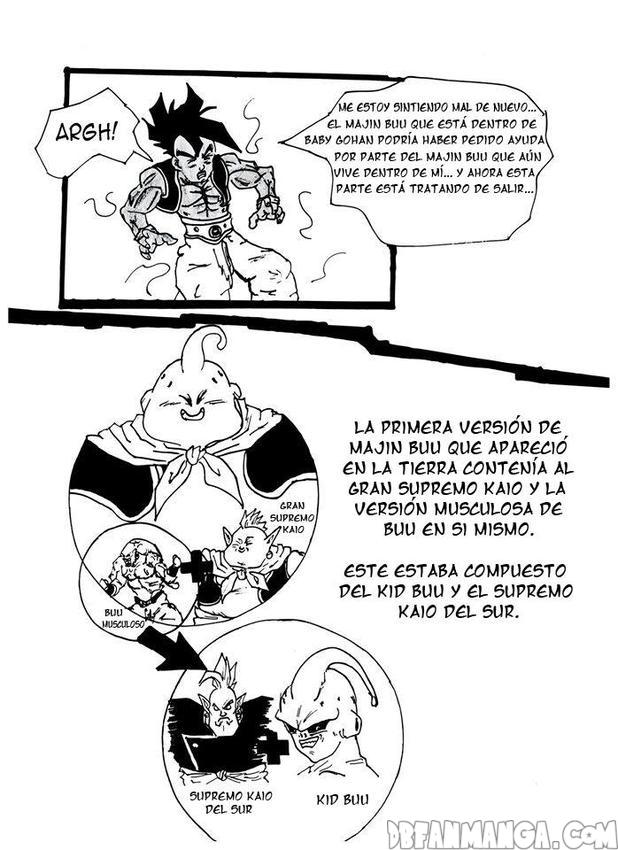 ARGH!
ME ESTOY SINTIENDO MAL DE NUEVO...
EL MAJIN BUU QUE ESTÁ DENTRO DE
BABY GOHAN PODRÍA HABER PEDIDO AYUDA
POR PARTE DEL MAJIN BUU QUE AÚN
VIVE DENTRO DE MÍ... Y AHORA ESTA
PARTE ESTÁ TRATANDO DE SALIR...
LA PRIMERA VERSIÓN DE
MAJIN BUU QUE APARECIÓ
EN LA TIERRA CONTENÍA AL
GRAN SUPREMO KAIO Y LA
VERSIÓN MUSCULOSA DE
BUU EN SI MISMO.
ESTE ESTABA COMPUESTO
DEL KID BUU Y EL SUPREMO
KAIO DEL SUR.
GRAN
SUPREMO
KAIO
BUU
MUSCULOSO
SUPREMO KAIO
DEL SUR
KID BUU
DBFANMANGA.COM